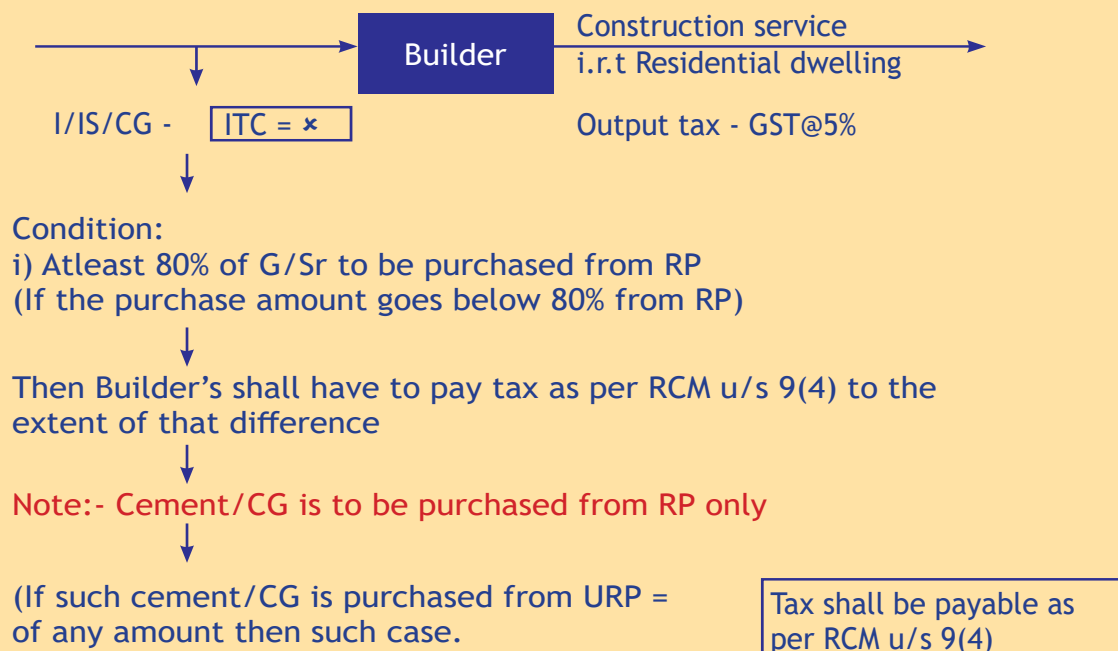 Builder
Construction service
i.r.t Residential dwelling
I/IS/CG - ITC = ×
Output tax - GST@5%
Condition:
i) Atleast 80% of G/Sr to be purchased from RP
(If the purchase amount goes below 80% from RP)
Then Builder's shall have to pay tax as per RCM u/s 9(4) to the
extent of that difference
Note:- Cement/CG is to be purchased from RP only
(If such cement/CG is purchased from URP =
of any amount then such case.
Tax shall be payable as
per RCM u/s 9(4)